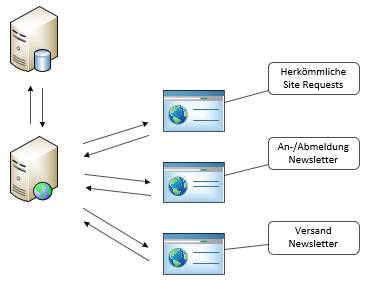 Herkömmliche
Site Requests
An-/Abmeldung
Newsletter
Versand
Newsletter